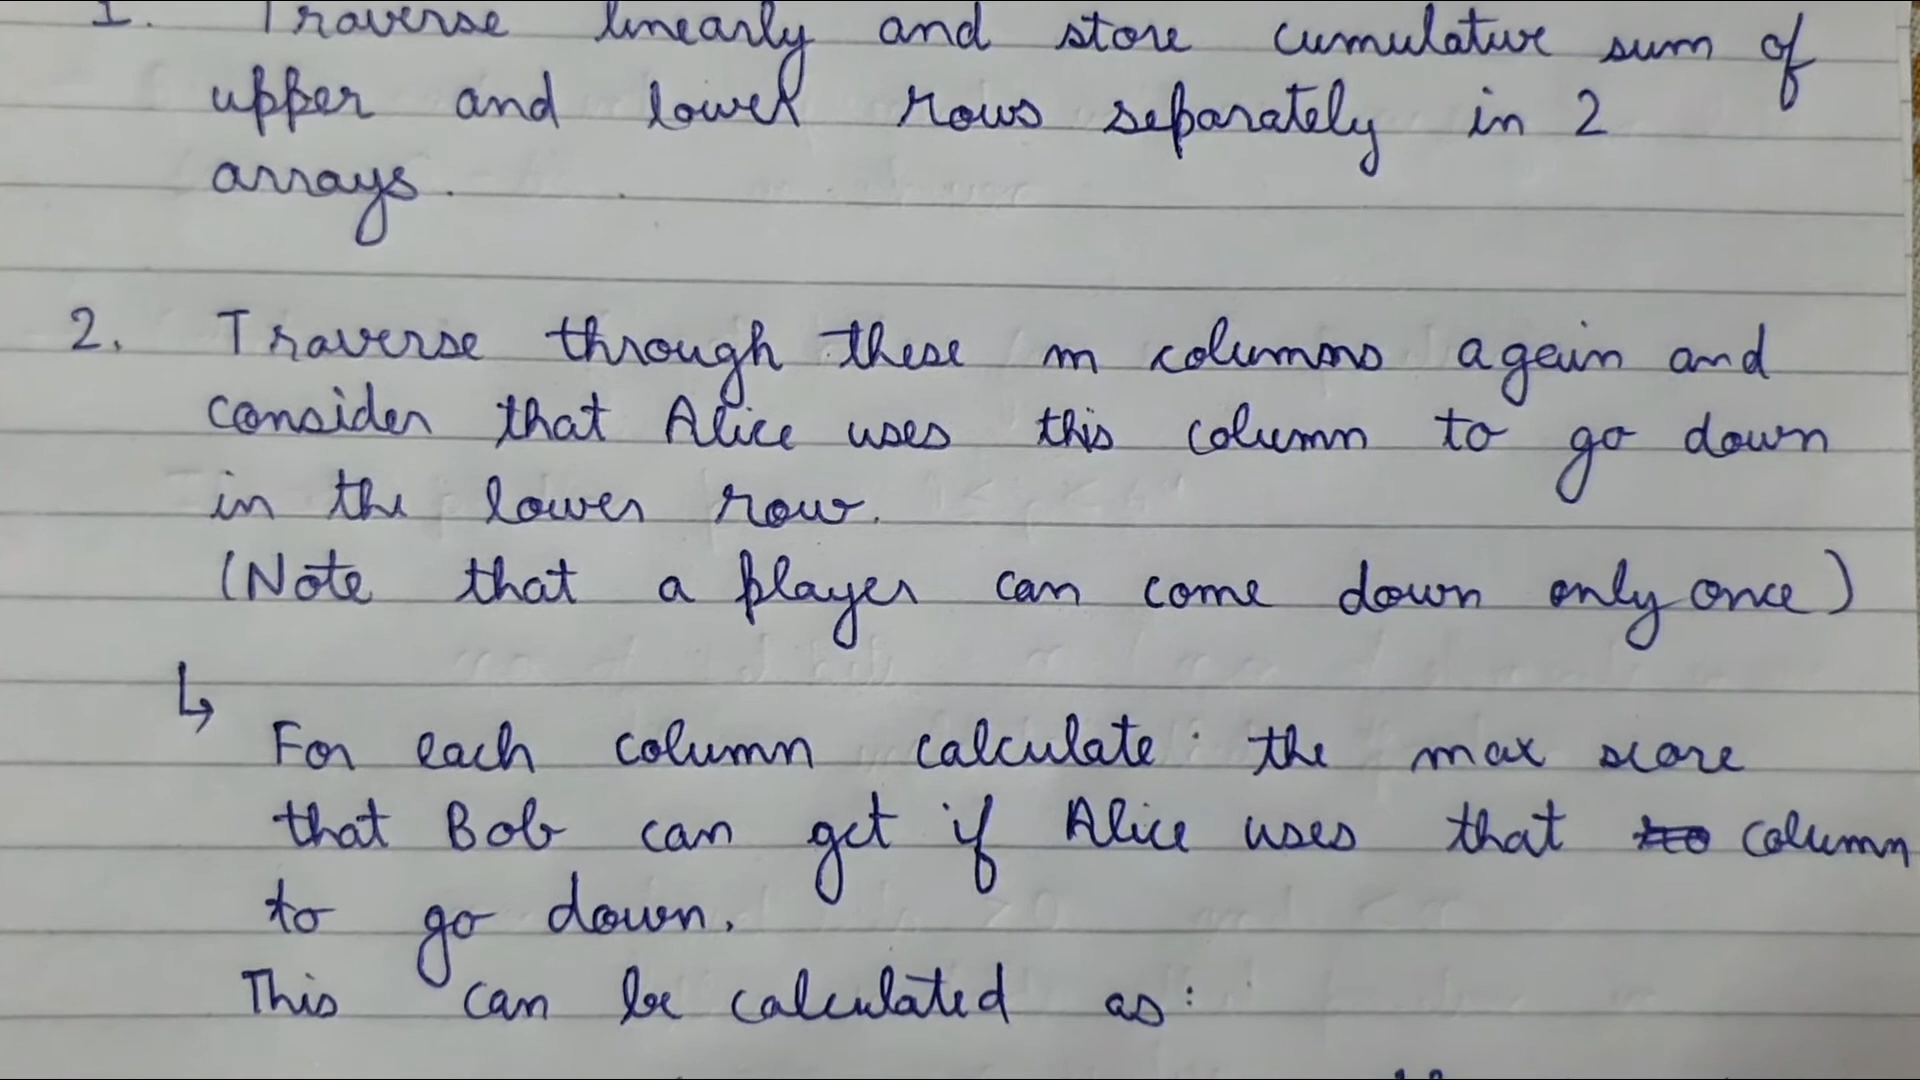 1. Traverse linearly and store cumulative sum of
upper and lower rows separately in 2
arrays.
2. Traverse through these m columns again and
consider that Alice uses this column to go down
in the lower row.
(Note that a player can come down only once)
↳
For each column calculate the max score
that Bob can get if Alice uses that column
to go down.
This can be calculated as: